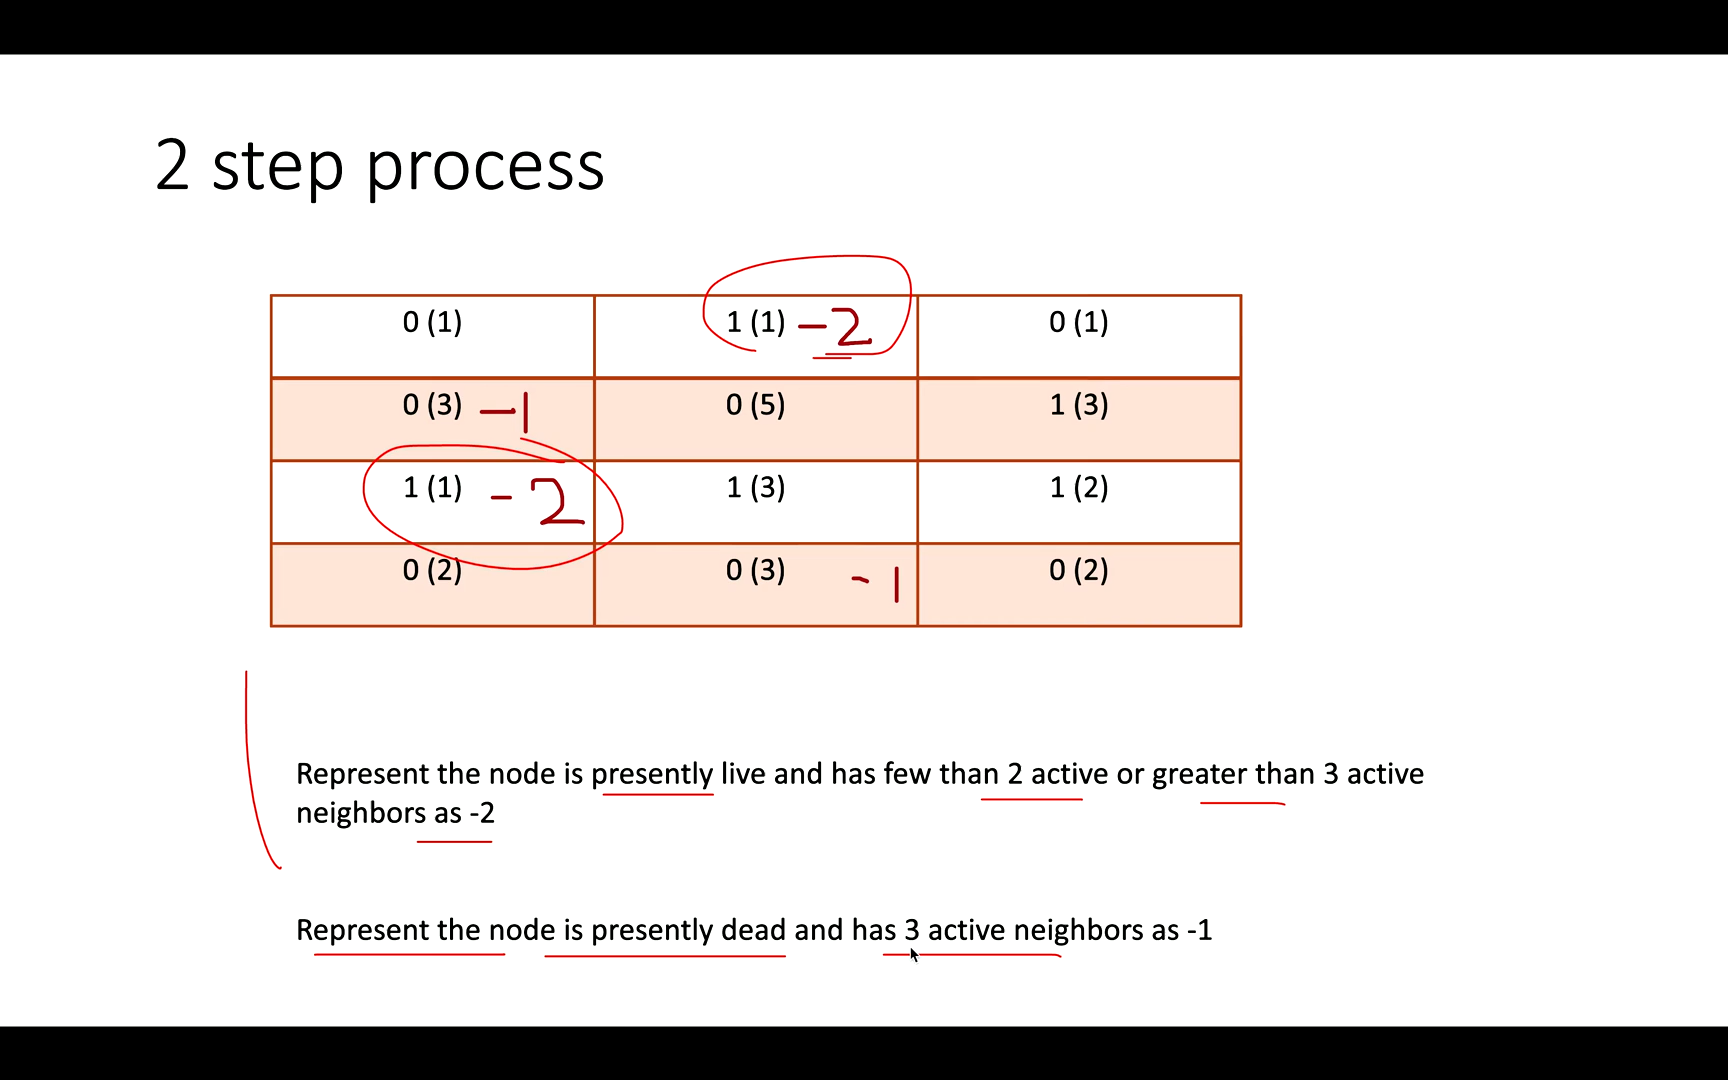 2 step process
0 (1) 1 (1) -2 0 (1)
0 (3) -1 0 (5) 1 (3)
1 (1) -2 1 (3) 1 (2)
0 (2) 0 (3) -1 0 (2)
Represent the node is presently live and has few than 2 active or greater than 3 active
neighbors as -2
Represent the node is presently dead and has 3 active neighbors as -1